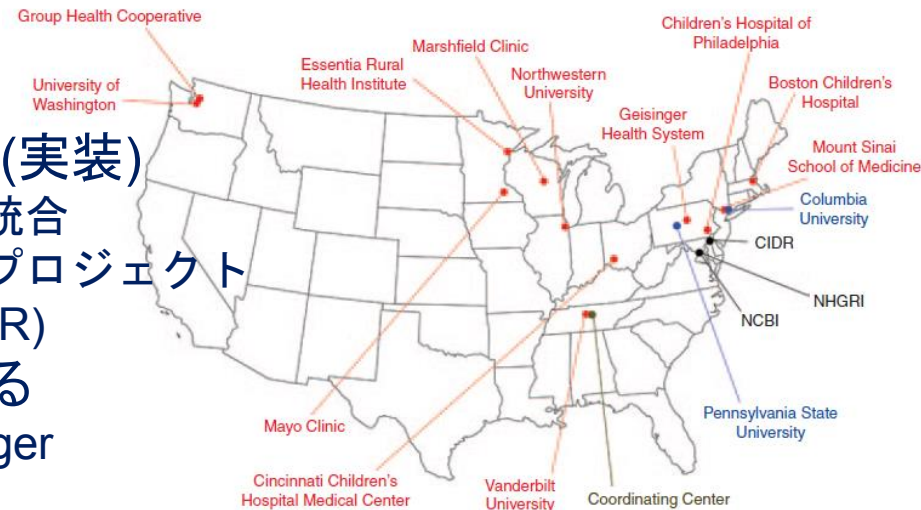 Group Health Cooperative
University of
Washington
Essentia Rural
Health Institute
Marshfield Clinic
Northwestern
University
Children's Hospital of
Philadelphia
Geisinger
Health System
Boston Children's
Hospital
Mount Sinai
School of Medicine
Columbia
University
CIDR
NHGRI
NCBI
(実装)
統合
プロジェクト
R)
る
ger
Mayo Clinic
Cincinnati Children's
Hospital Medical Center
Vanderbilt
University
Coordinating Center
Pennsylvania State
University